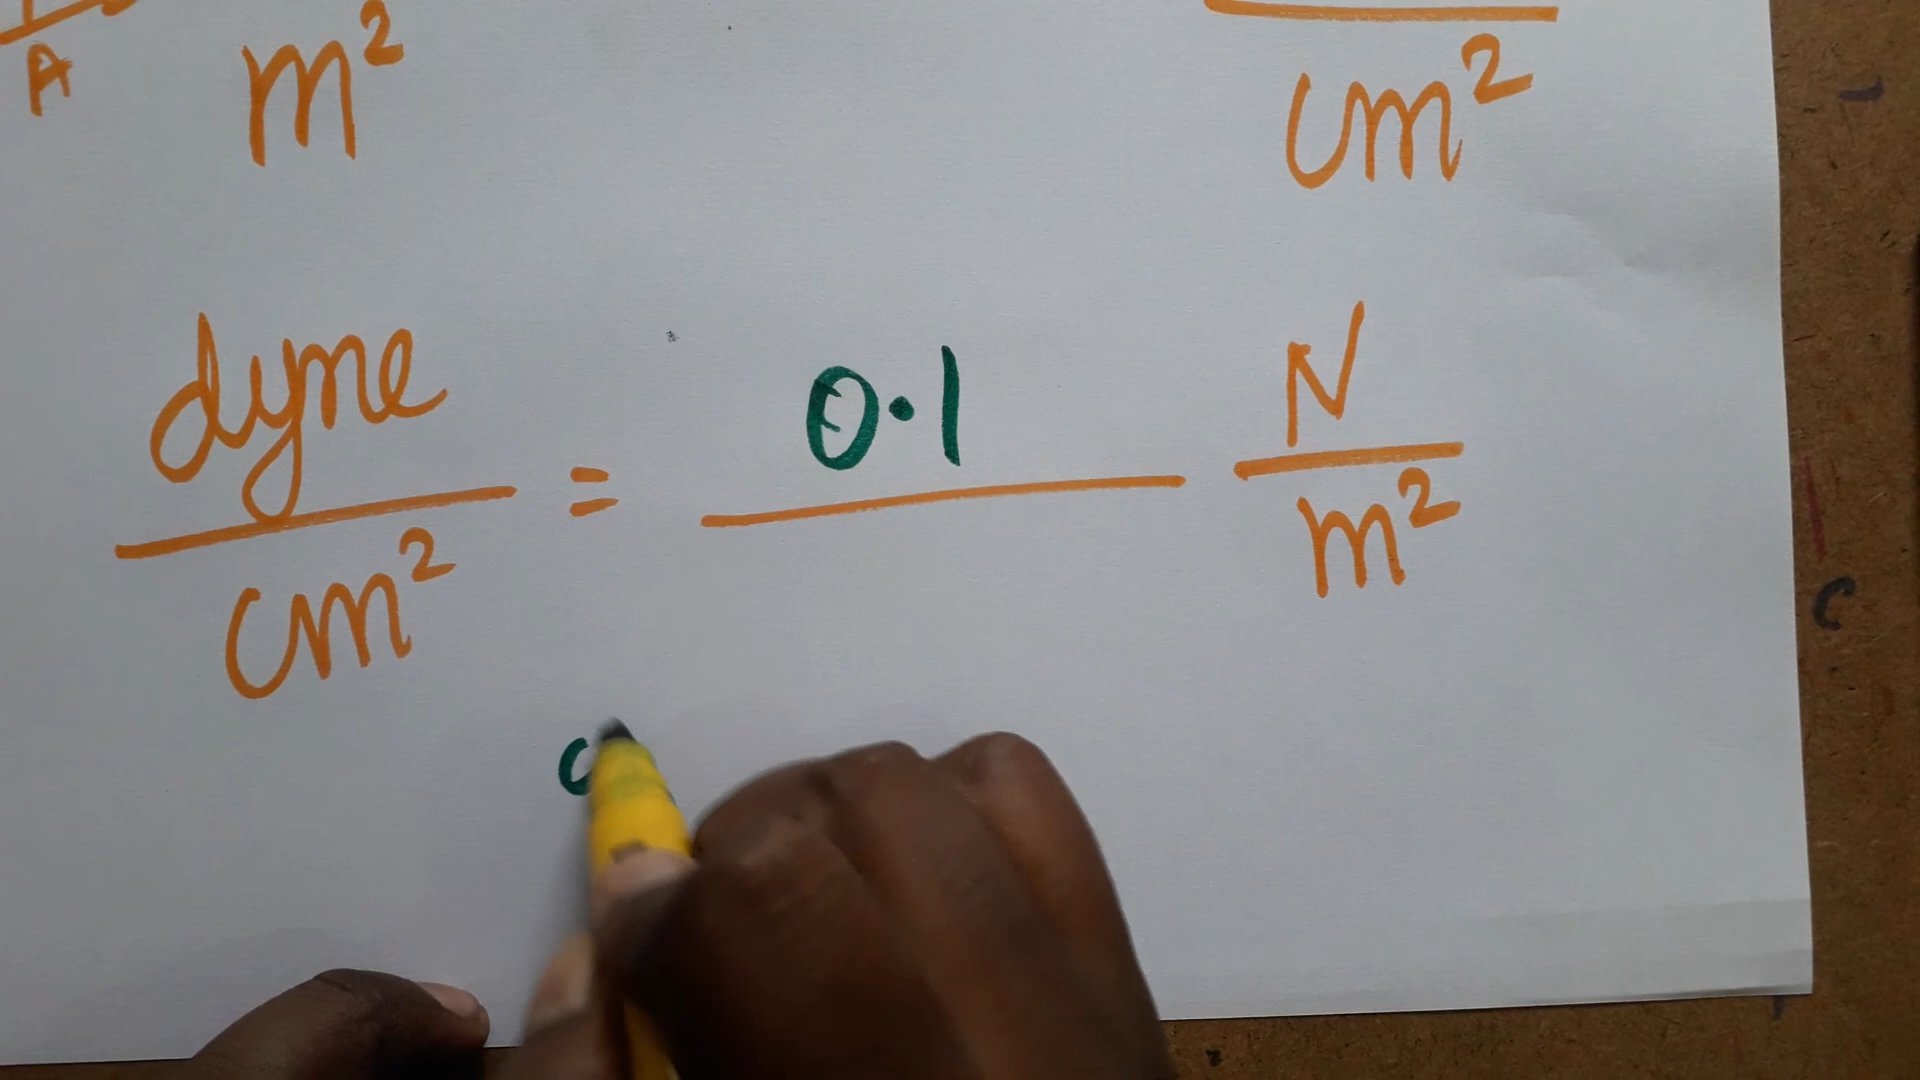 A m² cm²
dyne = 0.1 N
cm² m²
c